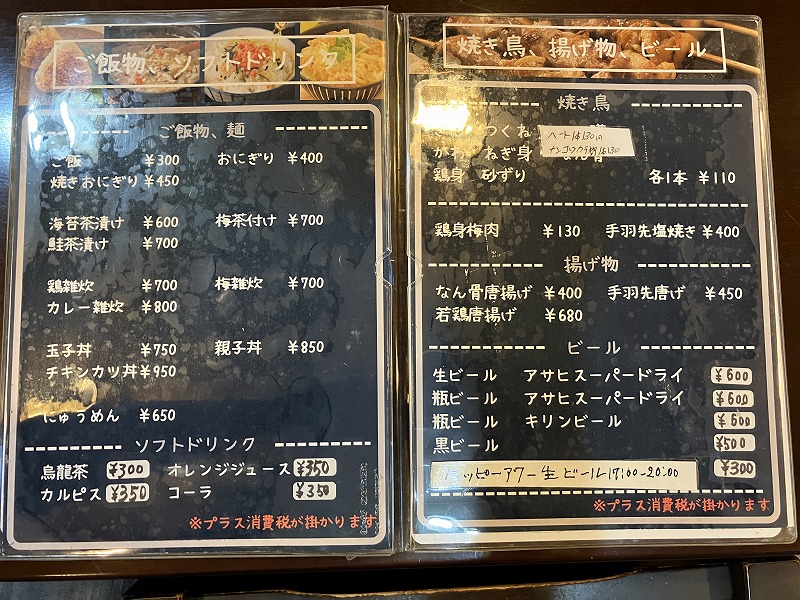 ご飯物、ソフトドリンク
ご飯物、麺
ご飯 ¥300 おにぎり ¥400
焼きおにぎり ¥450
海苔茶漬け ¥600 梅茶付け ¥700
鮭茶漬け ¥700
鶏雑炊 ¥700 梅雑炊 ¥700
カレー雑炊 ¥800
玉子丼 ¥750 親子丼 ¥850
チキンカツ丼 ¥950
にゅうめん ¥650
ソフトドリンク
烏龍茶 ¥300 オレンジジュース ¥350
カルピス ¥350 コーラ ¥350
※プラス消費税が掛かります
焼き鳥、揚げ物、ビール
焼き鳥
つくね
ハートは130円
かわ ねぎ身
鶏身 砂ずり 各1本 ¥110
鶏身梅肉 ¥130 手羽先塩焼き ¥400
揚げ物
なん骨唐揚げ ¥400 手羽先唐げ ¥450
若鶏唐揚げ ¥680
ビール
生ビール アサヒスーパードライ ¥600
瓶ビール アサヒスーパードライ ¥600
瓶ビール キリンビール ¥600
黒ビール ¥500
ハッピーアワー生ビール17:00-20:00 ¥300
※プラス消費税が掛かります